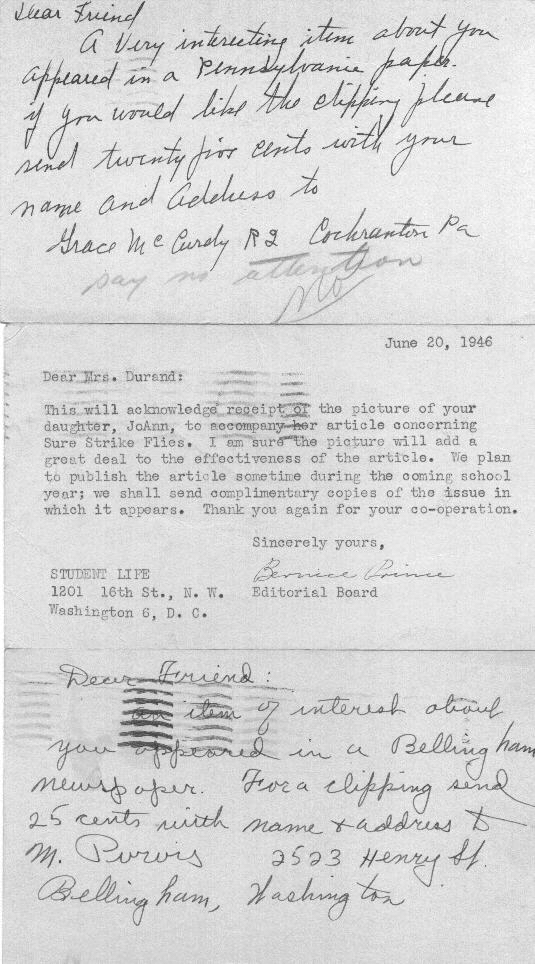 Dear Friend
A very interesting item about you
appeared in a Pennsylvania paper.
if you would like the clipping please
send twenty five cents with your
name and address to
Grace McCurdy R2 Cochranton Pa
pay no attention
June 20, 1946
Dear Mrs. Durand:
This will acknowledge receipt of the picture of your
daughter, JoAnn, to accompany her article concerning
Sure Strike Flies. I am sure the picture will add a
great deal to the effectiveness of the article. We plan
to publish the article sometime during the coming school
year; we shall send complimentary copies of the issue in
which it appears. Thank you again for your co-operation.
Sincerely yours,
STUDENT LIFE Bernice Prince
1201 16th St., N. W. Editorial Board
Washington 6, D. C.
Dear Friend:
an item of interest about
you appeared in a Bellingham
newspaper. For a clipping send
25 cents with name & address to
M. Purvis 2523 Henry St.
Bellingham, Washington